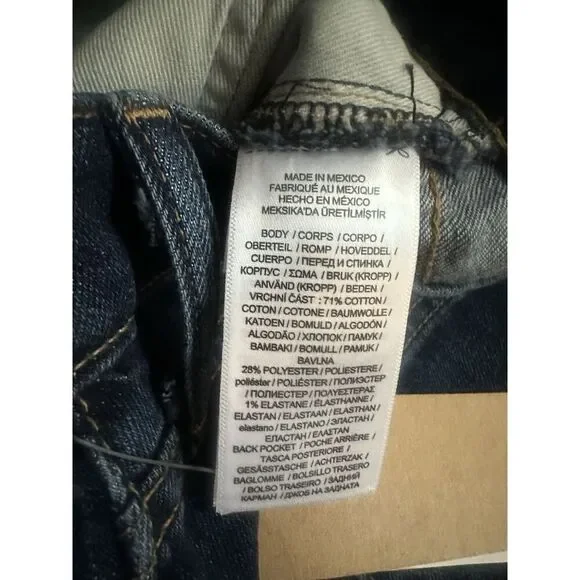 MADE IN MEXICO
FABRIQUÉ AU MEXIQUE
HECHO EN MÉXICO
MEKSIKA'DA ÜRETİLMİŞTİR
BODY / CORPS / CORPO /
OBERTEIL / ROMP / HOVEDDEL /
CUERPO / ПЕРЕД И СПИНКА /
КОРПУС / ΣΩΜΑ / BRUK (KROPP) /
ANVÄND (KROPP) / BEDEN /
VRCHNÍ ČÁST : 71% COTTON /
COTON / COTONE / BAUMWOLLE /
KATOEN / BOMULD / ALGODÓN /
ALGODÃO / ХЛОПОК / ПАМУК /
BAMBAKI / BOMULL / PAMUK /
BAVLNA
28% POLYESTER / POLIESTERE /
poliéster / POLIÉSTER / ПОЛИЭСТЕР
/ ПОЛИЕСТЕР / ΠΟΛΥΕΣΤΕΡΑΣ
1% ELASTANE / ÉLASTHANNE /
ELASTAN / ELASTAAN / ELASTHAN /
elastano / ELASTANO / ЭЛАСТАН /
ЕЛАСТАН / ΕΛΑΣΤΑΝ
BACK POCKET / POCHE ARRIÈRE /
TASCA POSTERIORE /
GESÄSSTASCHE / ACHTERZAK /
BAGLOMME / BOLSILLO TRASERO
/ BOLSO TRASEIRO / ЗАДНИЙ
КАРМАН / ДЖОБ НА ЗАДНАТА